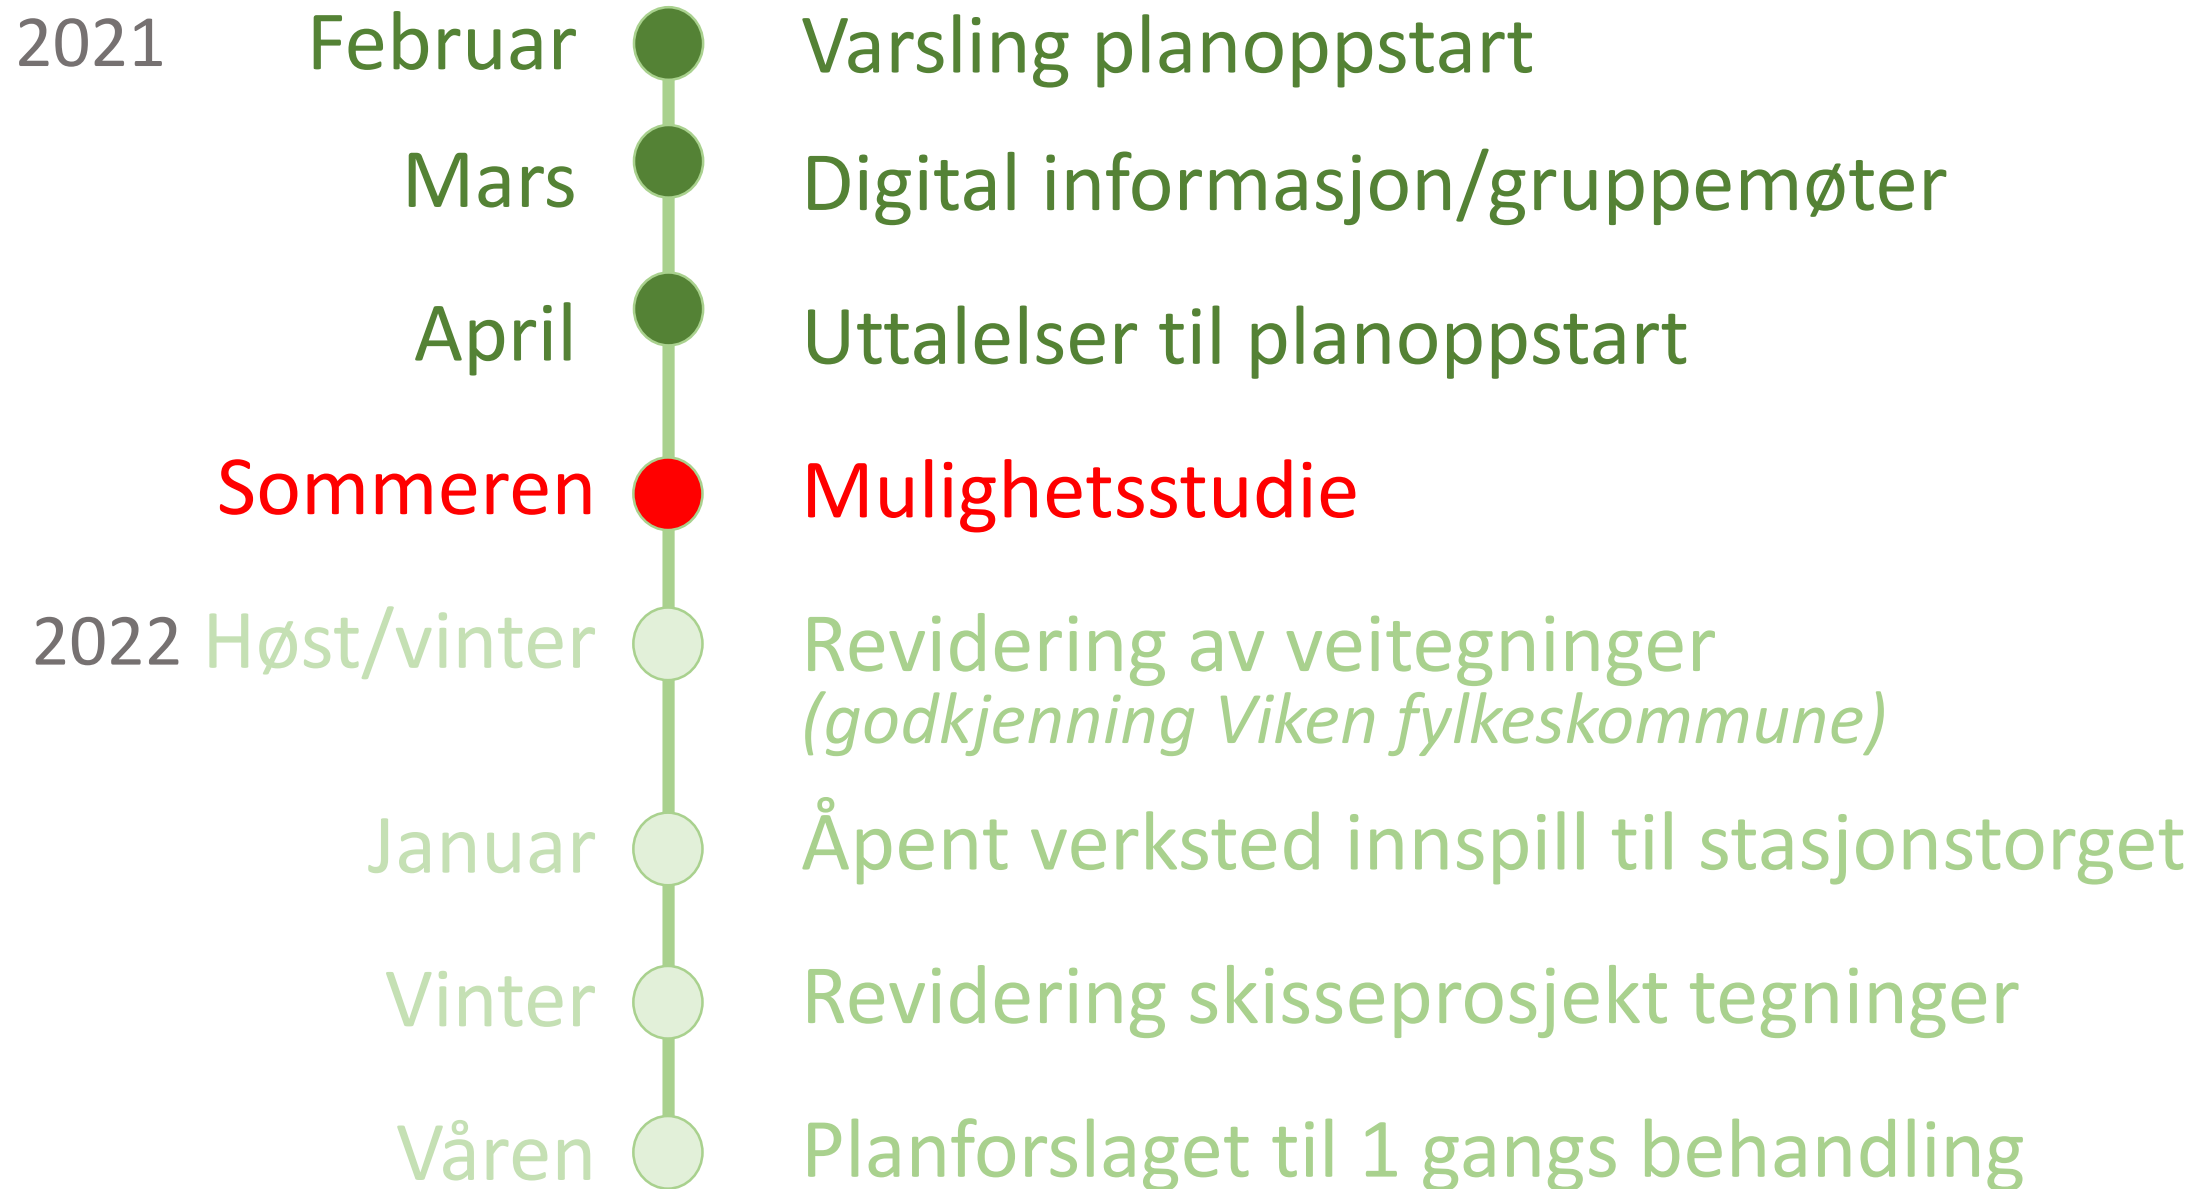 2021 Februar Varsling planoppstart
Mars Digital informasjon/gruppemøter
April Uttalelser til planoppstart
Sommeren Mulighetsstudie
2022 Høst/vinter Revidering av veitegninger
(godkjenning Viken fylkeskommune)
Januar Åpent verksted innspill til stasjonstorget
Vinter Revidering skisseprosjekt tegninger
Våren Planforslaget til 1 gangs behandling